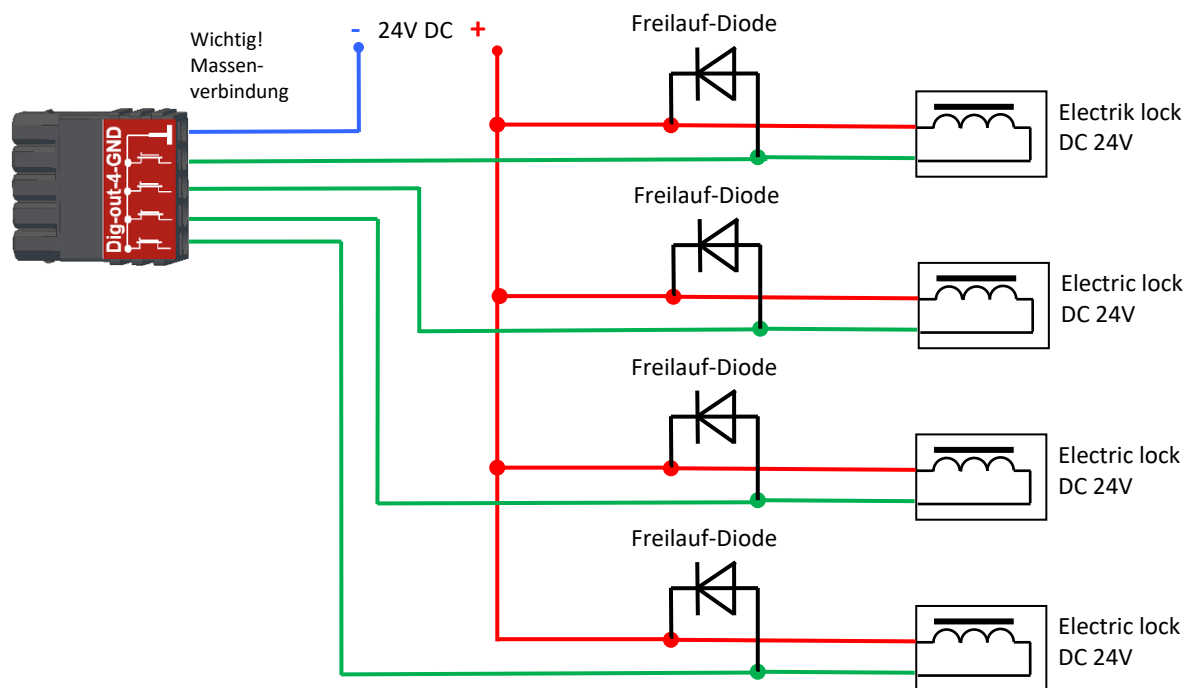 Wichtig!
Massen-
verbindung
- 24V DC +
Dig-out-4-GND
Freilauf-Diode
Electrik lock
DC 24V
Freilauf-Diode
Electric lock
DC 24V
Freilauf-Diode
Electric lock
DC 24V
Freilauf-Diode
Electric lock
DC 24V